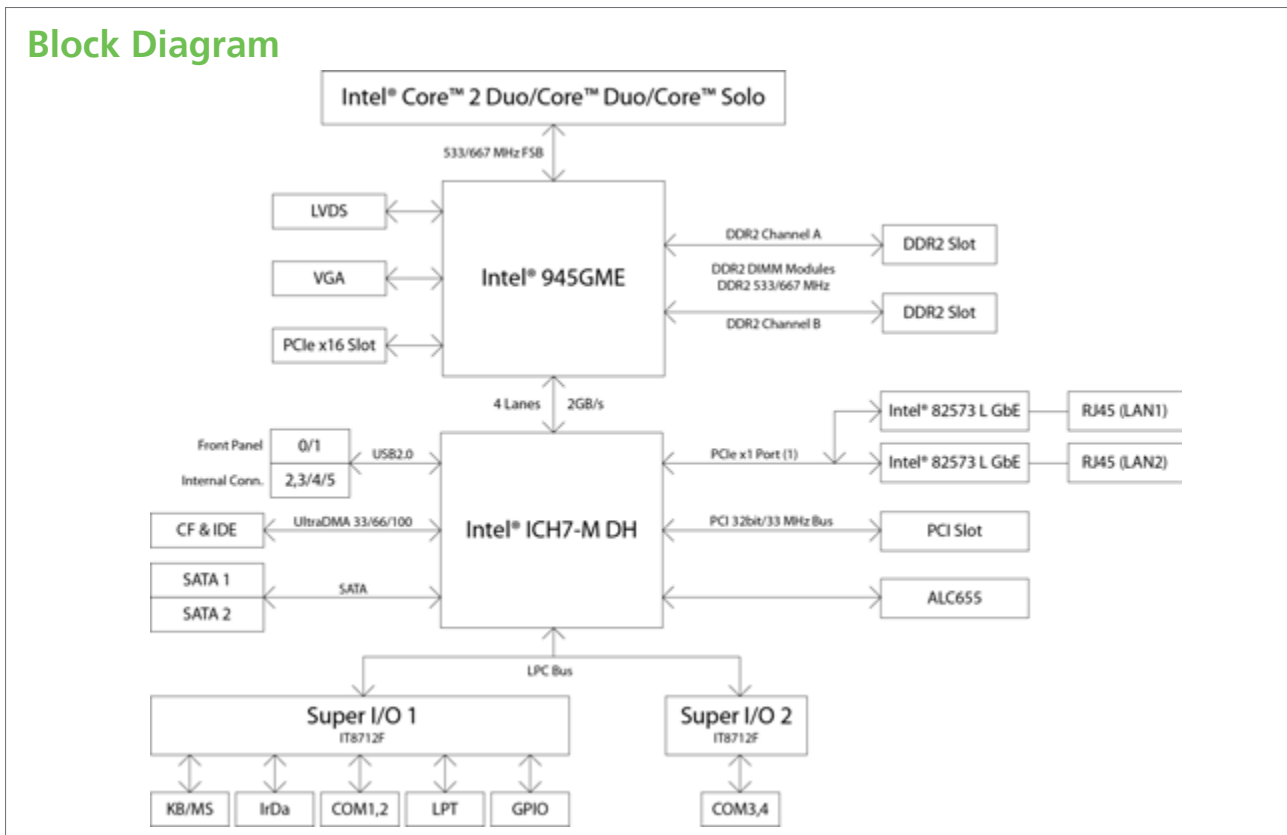 Block Diagram
Intel® Core™ 2 Duo/Core™ Duo/Core™ Solo
533/667 MHz FSB
LVDS
VGA
PCIe x16 Slot
Intel® 945GME
DDR2 Channel A
DDR2 DIMM Modules
DDR2 533/667 MHz
DDR2 Channel B
DDR2 Slot
DDR2 Slot
4 Lanes
2GB/s
Front Panel
0/1
Internal Conn.
2,3/4/5
USB2.0
CF & IDE
UltraDMA 33/66/100
SATA 1
SATA 2
SATA
Intel® ICH7-M DH
PCIe x1 Port (1)
Intel® 82573 L GbE
RJ45 (LAN1)
Intel® 82573 L GbE
RJ45 (LAN2)
PCI 32bit/33 MHz Bus
PCI Slot
ALC655
LPC Bus
Super I/O 1
IT8712F
Super I/O 2
IT8712F
KB/MS
IrDa
COM1,2
LPT
GPIO
COM3,4